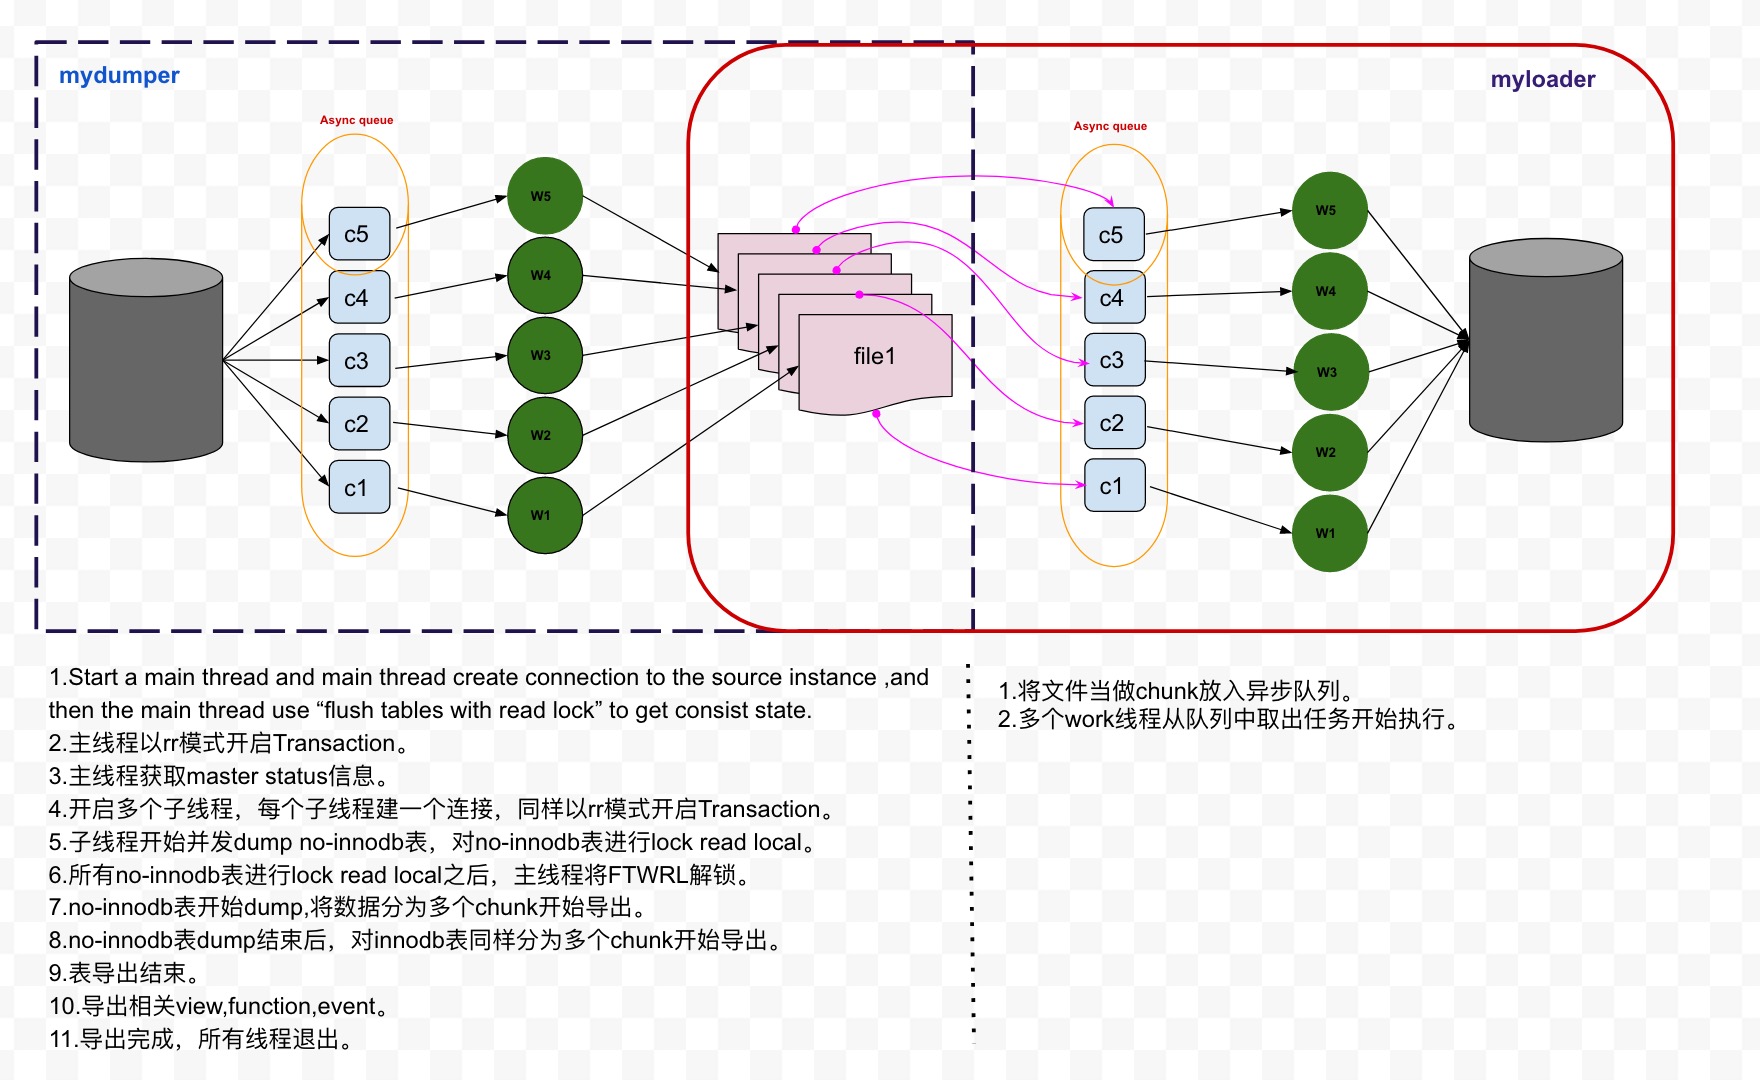 mydumper
myloader
Async queue
Async queue
c5
c4
c3
c2
c1
W5
W4
W3
W2
W1
file1
c5
c4
c3
c2
c1
W5
W4
W3
W2
W1
1.Start a main thread and main thread create connection to the source instance ,and
then the main thread use “flush tables with read lock” to get consist state.
2.主线程以rr模式开启Transaction。
3.主线程获取master status信息。
4.开启多个子线程，每个子线程建一个连接，同样以rr模式开启Transaction。
5.子线程开始并发dump no-innodb表，对no-innodb表进行lock read local。
6.所有no-innodb表进行lock read local之后，主线程将FTWRL解锁。
7.no-innodb表开始dump,将数据分为多个chunk开始导出。
8.no-innodb表dump结束后，对innodb表同样分为多个chunk开始导出。
9.表导出结束。
10.导出相关view,function,event。
11.导出完成，所有线程退出。
1.将文件当做chunk放入异步队列。
2.多个work线程从队列中取出任务开始执行。